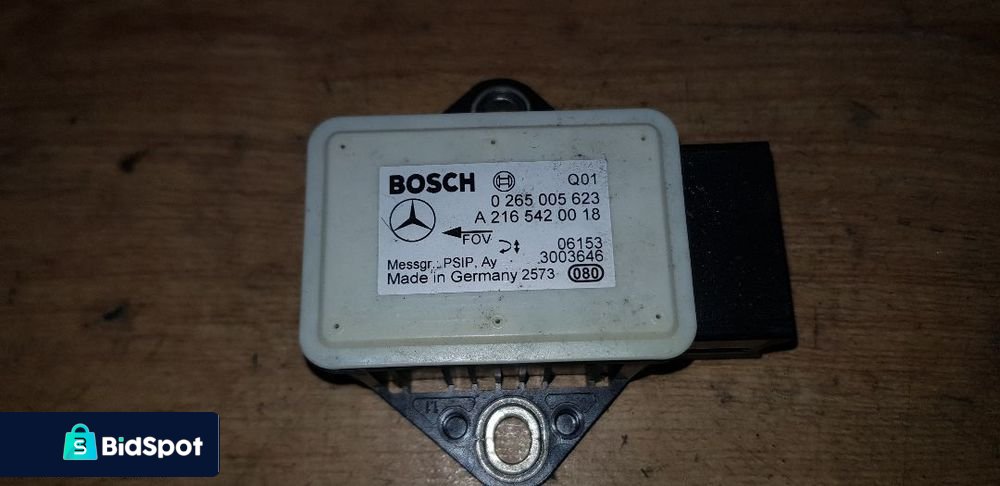 BOSCH Q01
0 265 005 623
A 216 542 00 18
FOV
06153
Messgr.: PSIP, Ay 3003646
Made in Germany 2573 080
11
S BidSpot